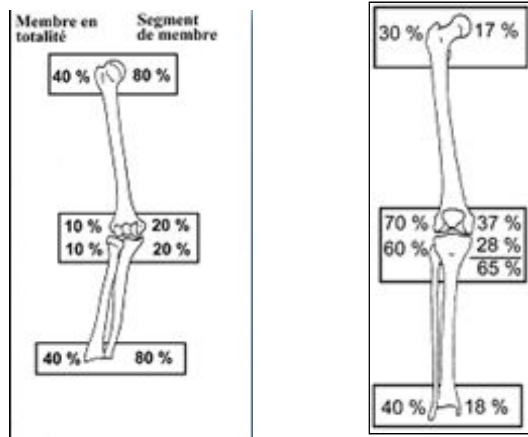 Membre en Segment
totalité de membre
40 % 80 %
10 % 20 %
10 % 20 %
40 % 80 %
30 % 17 %
70 % 37 %
60 % 28 %
65 %
40 % 18 %